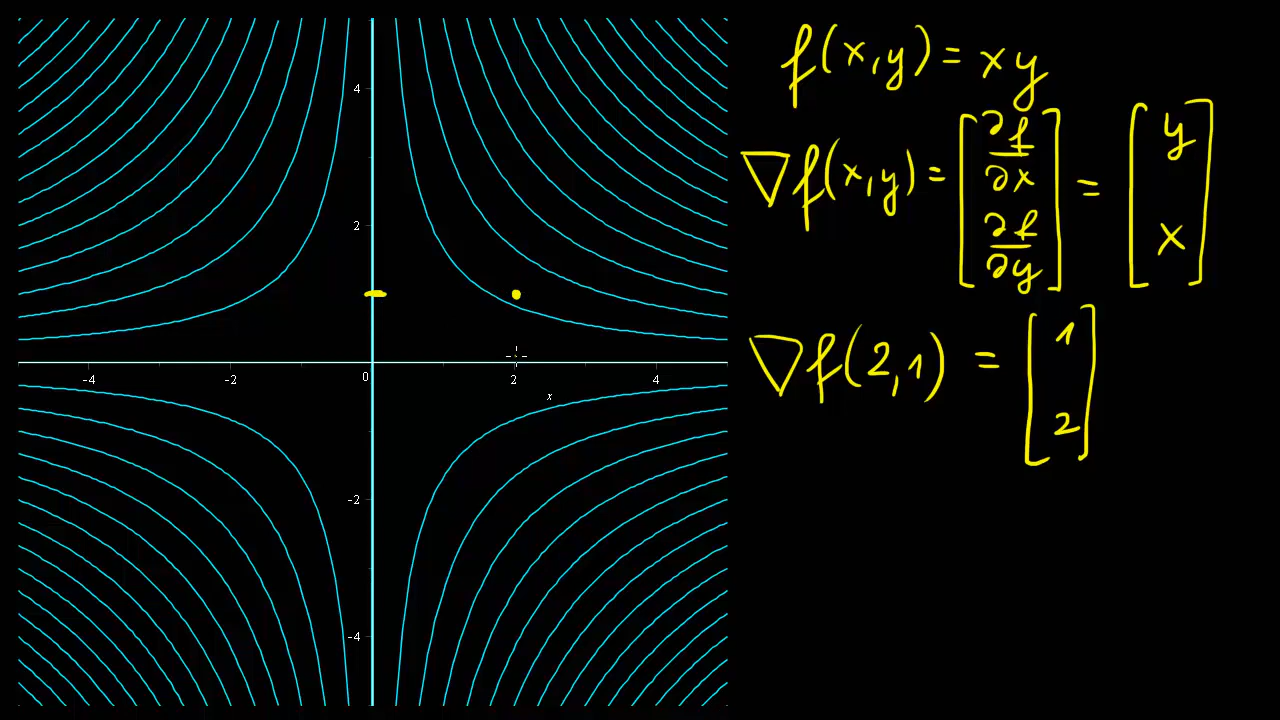 f(x,y) = xy
∇f(x,y) = [∂f/∂x ∂f/∂y] = [y x]
∇f(2,1) = [1 2]
4
2
-4 -2 0 2 4
x
-2
-4